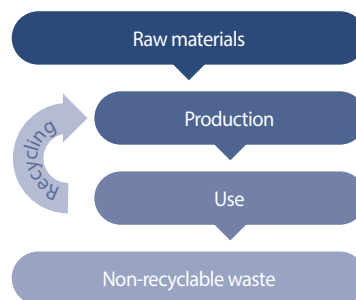 Raw materials
Production
Recycling
Use
Non-recyclable waste